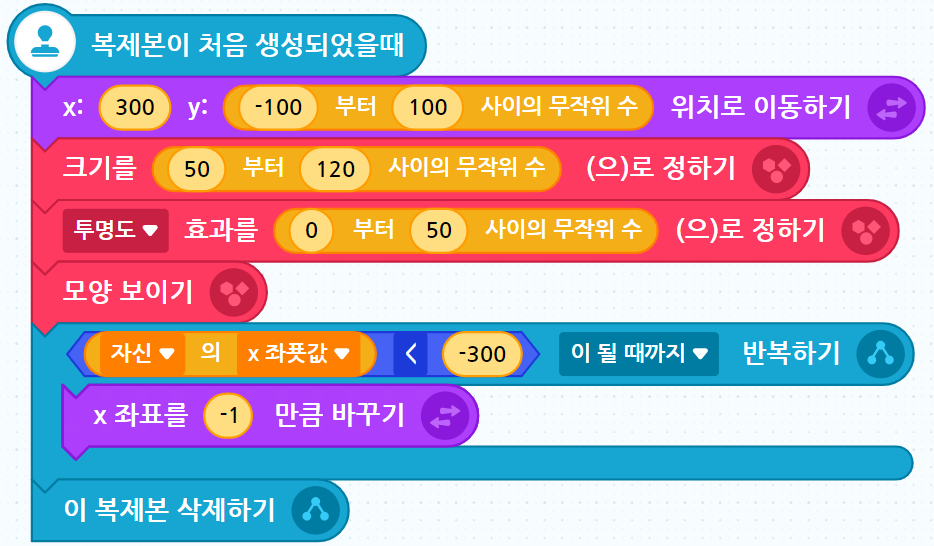 복제본이 처음 생성되었을때
x: 300 y: -100 부터 100 사이의 무작위 수 위치로 이동하기
크기를 50 부터 120 사이의 무작위 수 (으)로 정하기
투명도 효과를 0 부터 50 사이의 무작위 수 (으)로 정하기
모양 보이기
자신 의 x 좌푯값 < -300 이 될 때까지 반복하기
x 좌표를 -1 만큼 바꾸기
이 복제본 삭제하기